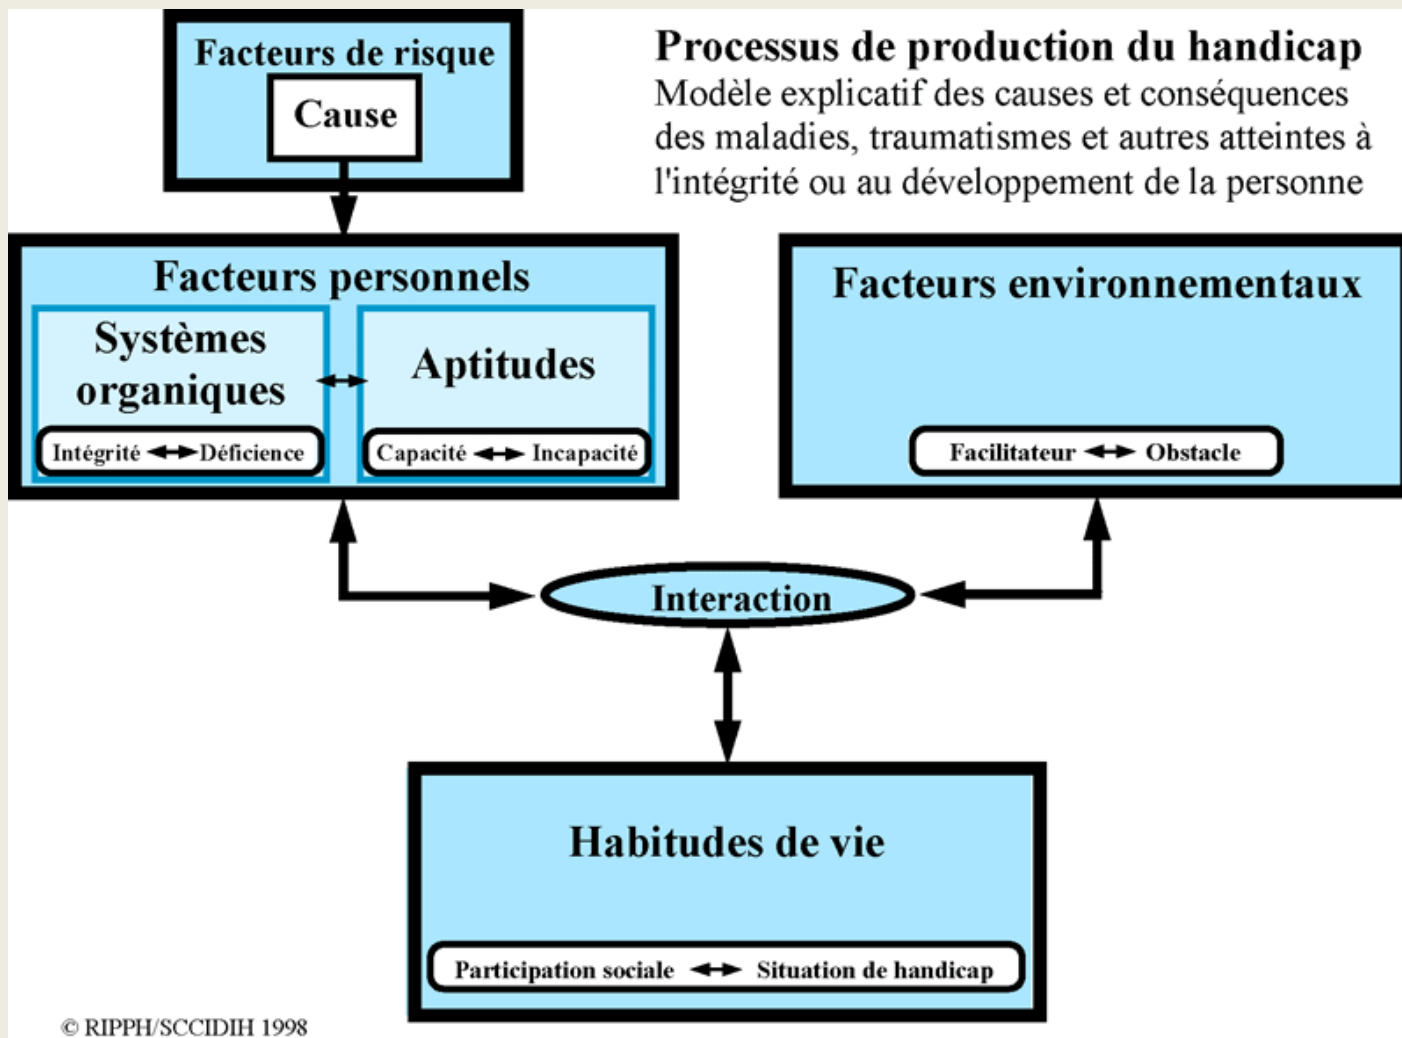 Facteurs de risque
Cause
Processus de production du handicap
Modèle explicatif des causes et conséquences
des maladies, traumatismes et autres atteintes à
l'intégrité ou au développement de la personne
Facteurs personnels
Systèmes
organiques
Intégrité Déficience
Aptitudes
Capacité Incapacité
Facteurs environnementaux
Facilitateur Obstacle
Interaction
Habitudes de vie
Participation sociale Situation de handicap
© RIPPH/SCCIDIH 1998